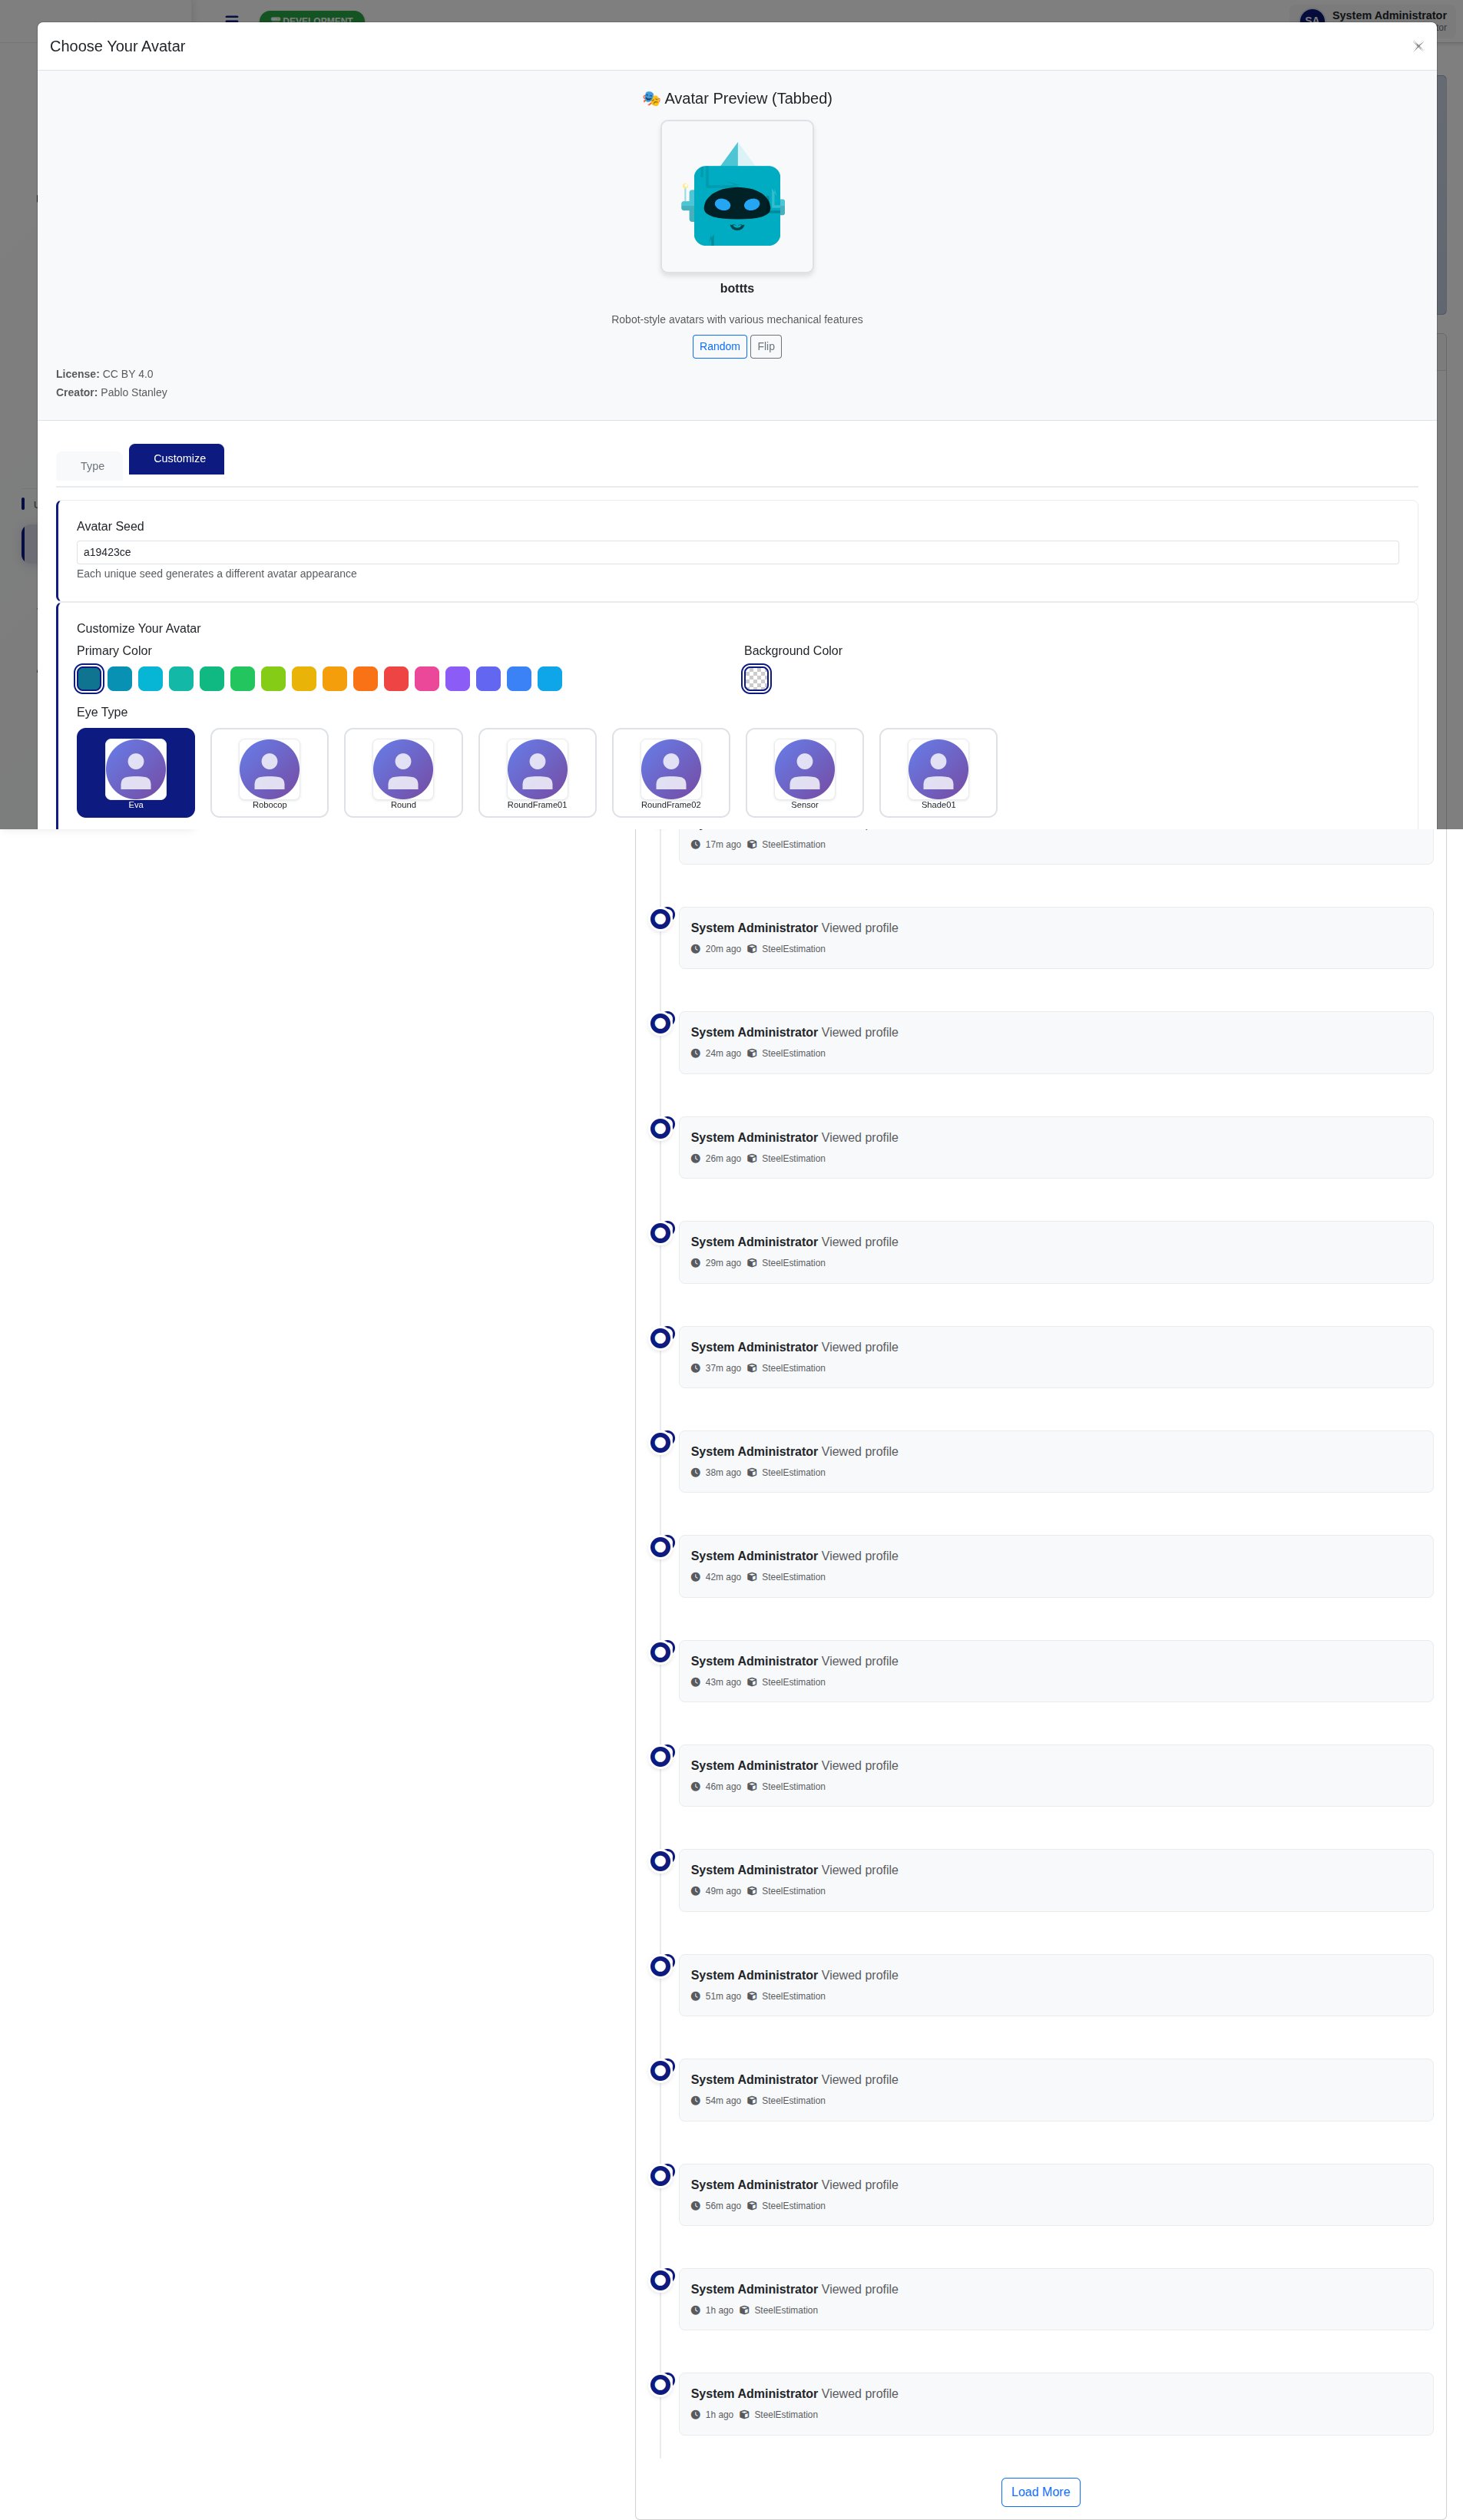 DEVELOPMENT
SA
System Administrator
Choose Your Avatar
🎭 Avatar Preview (Tabbed)
bottts
Robot-style avatars with various mechanical features
Random Flip
License: CC BY 4.0
Creator: Pablo Stanley
Type Customize
Avatar Seed
a19423ce
Each unique seed generates a different avatar appearance
Customize Your Avatar
Primary Color Background Color
Eye Type
Eva Robocop Round RoundFrame01 RoundFrame02 Sensor Shade01
17m ago SteelEstimation
System Administrator Viewed profile
20m ago SteelEstimation
System Administrator Viewed profile
24m ago SteelEstimation
System Administrator Viewed profile
26m ago SteelEstimation
System Administrator Viewed profile
29m ago SteelEstimation
System Administrator Viewed profile
37m ago SteelEstimation
System Administrator Viewed profile
38m ago SteelEstimation
System Administrator Viewed profile
42m ago SteelEstimation
System Administrator Viewed profile
43m ago SteelEstimation
System Administrator Viewed profile
46m ago SteelEstimation
System Administrator Viewed profile
49m ago SteelEstimation
System Administrator Viewed profile
51m ago SteelEstimation
System Administrator Viewed profile
54m ago SteelEstimation
System Administrator Viewed profile
56m ago SteelEstimation
System Administrator Viewed profile
1h ago SteelEstimation
System Administrator Viewed profile
1h ago SteelEstimation
Load More